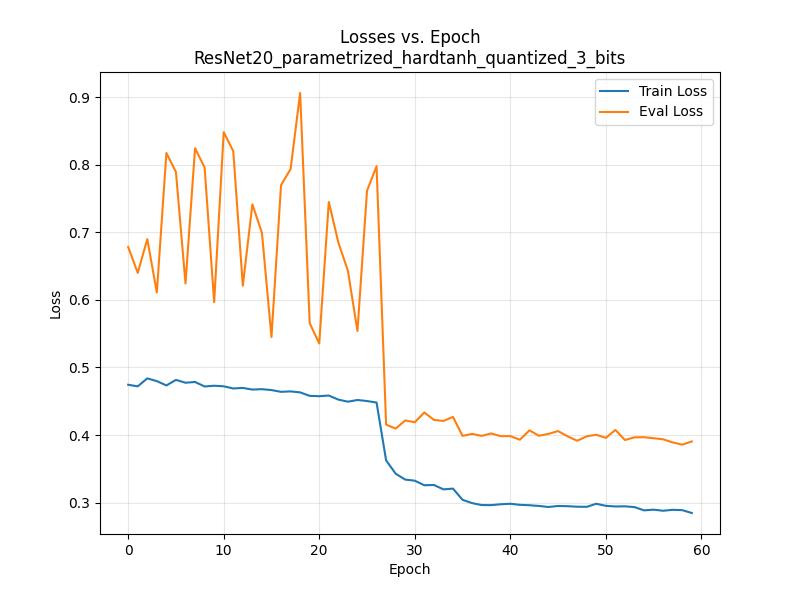 Losses vs. Epoch
ResNet20_parametrized_hardtanh_quantized_3_bits
Train Loss
Eval Loss
0.9
0.8
0.7
0.6
0.5
0.4
0.3
Loss
0 10 20 30 40 50 60
Epoch